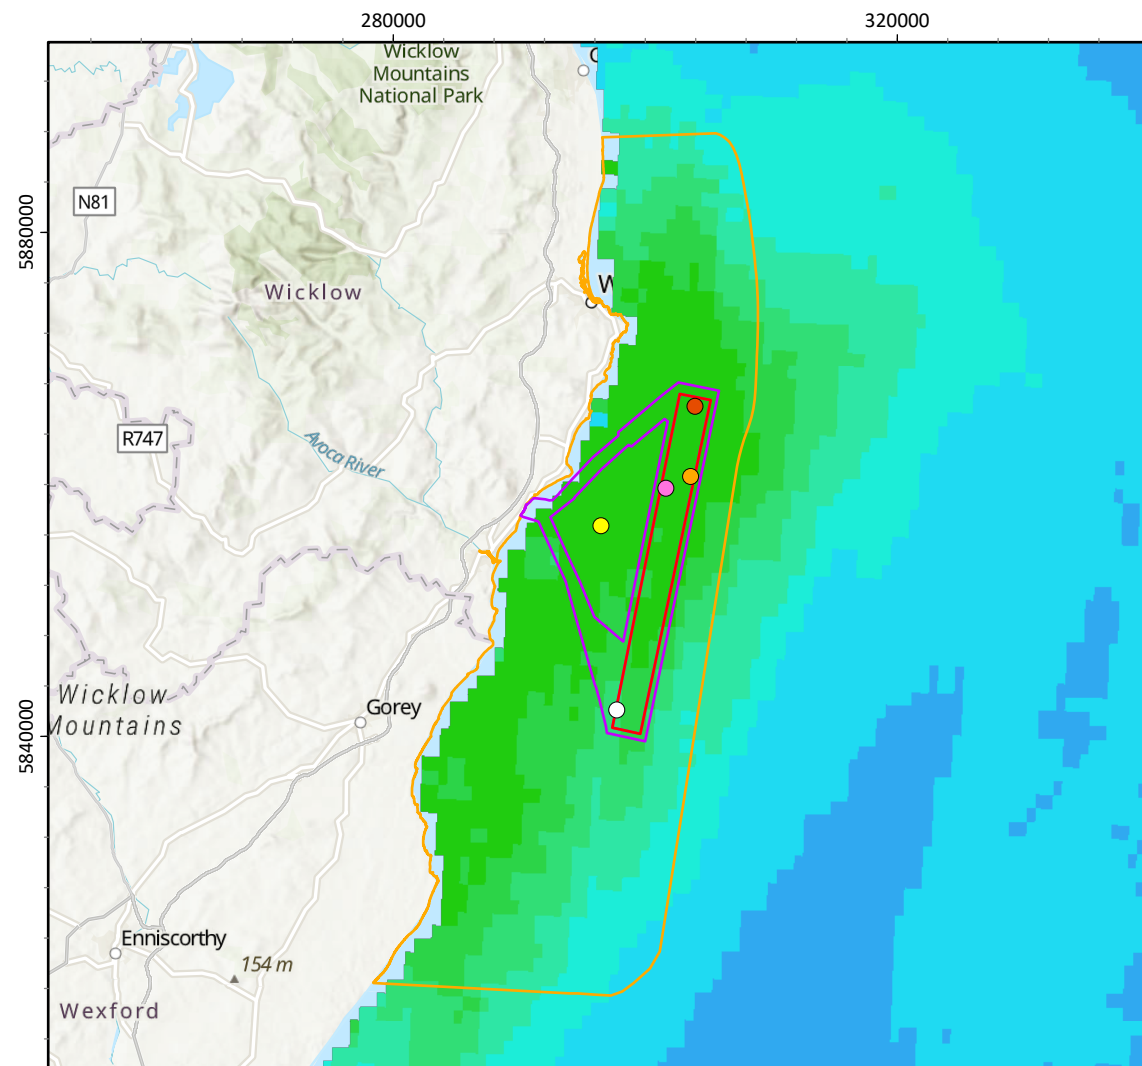 280000
320000
Wicklow
Mountains
National Park
C
N81
5880000
W
Wicklow
R747
Avoca River
Wicklow
Mountains
Gorey
5840000
Enniscorthy
154 m
Wexford